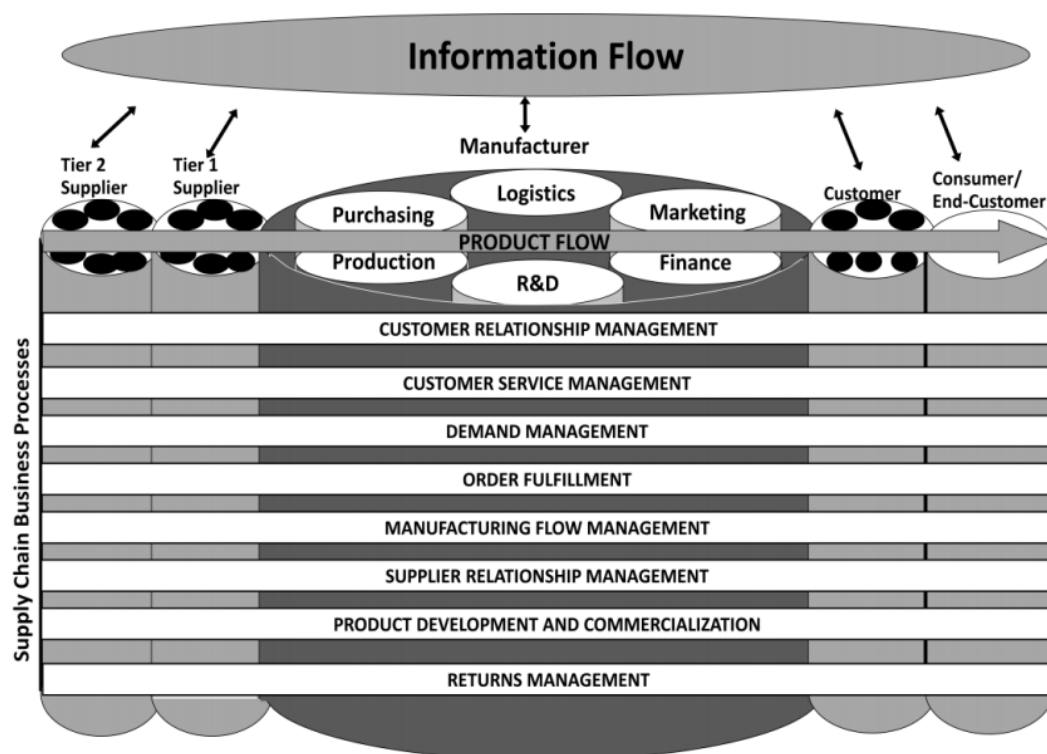 Information Flow
Manufacturer
Tier 2
Supplier
Tier 1
Supplier
Logistics
Purchasing
Marketing
Customer
Consumer/
End-Customer
PRODUCT FLOW
Production
Finance
R&D
Supply Chain Business Processes
CUSTOMER RELATIONSHIP MANAGEMENT
CUSTOMER SERVICE MANAGEMENT
DEMAND MANAGEMENT
ORDER FULFILLMENT
MANUFACTURING FLOW MANAGEMENT
SUPPLIER RELATIONSHIP MANAGEMENT
PRODUCT DEVELOPMENT AND COMMERCIALIZATION
RETURNS MANAGEMENT